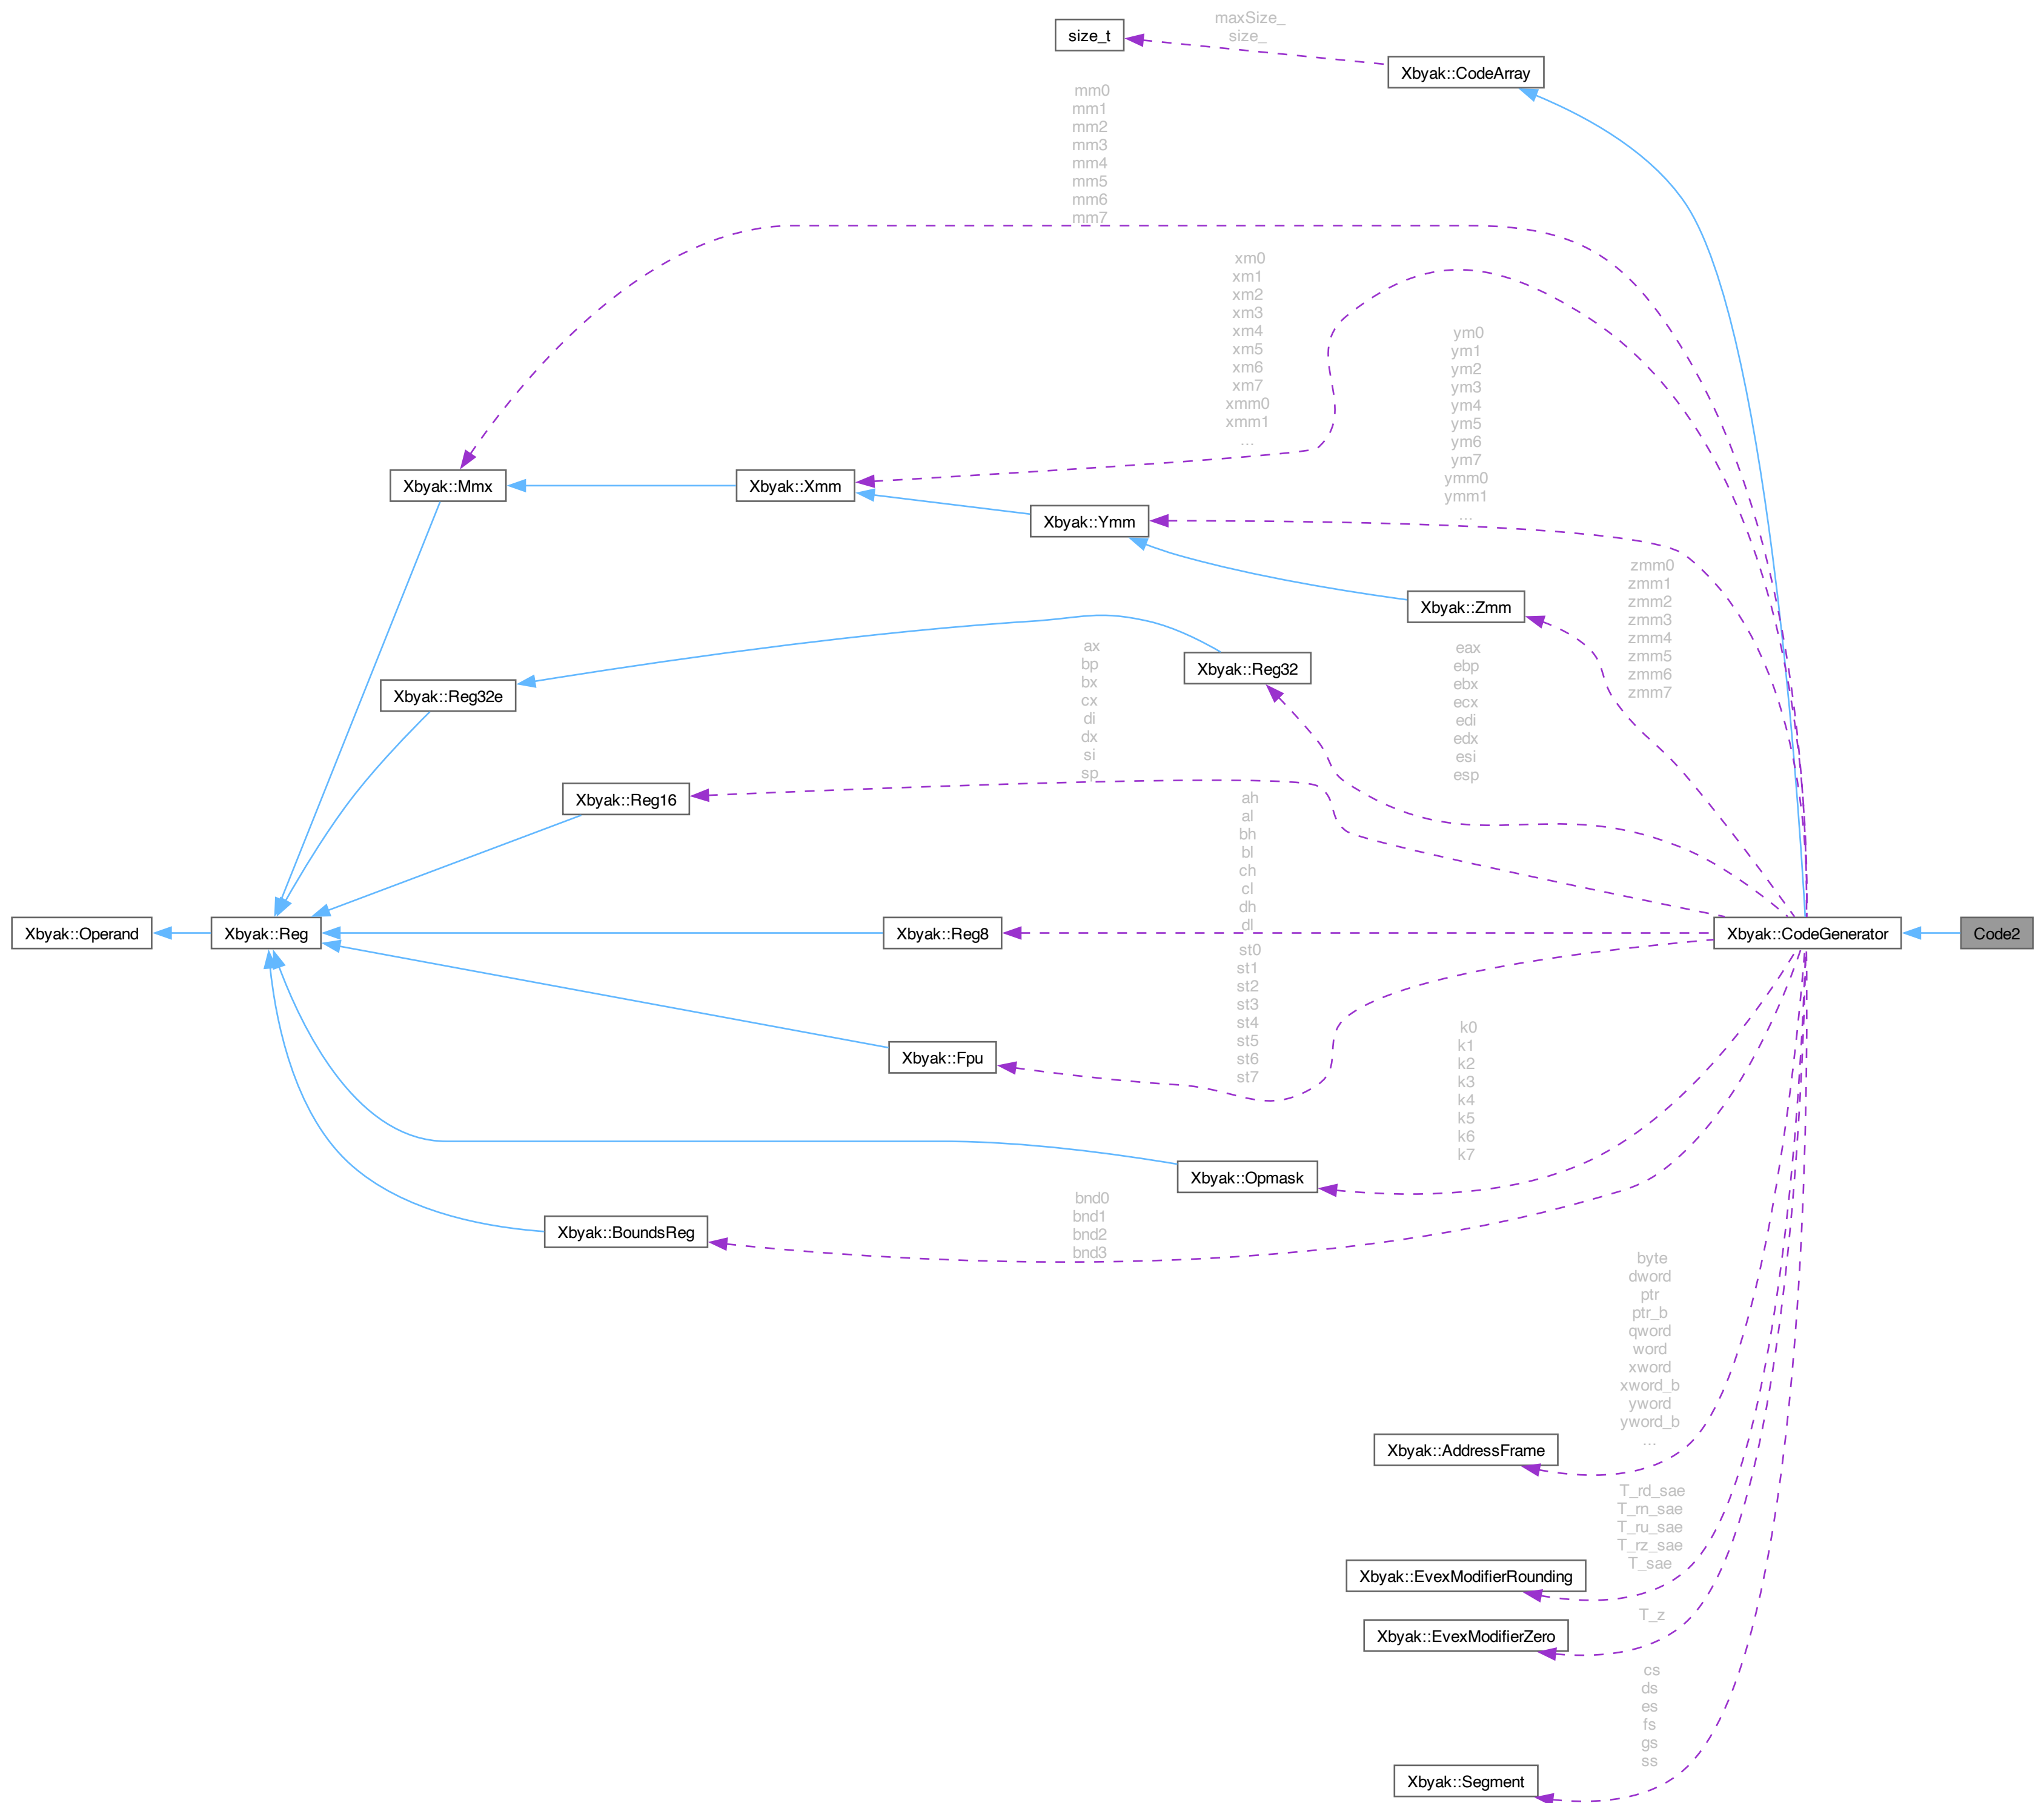 maxSize_
size_
size_t
Xbyak::CodeArray
mm0
mm1
mm2
mm3
mm4
mm5
mm6
mm7
xm0
xm1
xm2
xm3
xm4
xm5
xm6
xm7
xmm0
xmm1
...
ym0
ym1
ym2
ym3
ym4
ym5
ym6
ym7
ymm0
ymm1
...
Xbyak::Mmx
Xbyak::Xmm
Xbyak::Ymm
zmm0
zmm1
zmm2
zmm3
zmm4
zmm5
zmm6
zmm7
Xbyak::Zmm
Xbyak::Reg32
Xbyak::Reg32e
ax
bp
bx
cx
di
dx
si
sp
eax
ebp
ebx
ecx
edi
edx
esi
esp
Xbyak::Reg16
ah
al
bh
bl
ch
cl
dh
dl
Xbyak::Operand
Xbyak::Reg
Xbyak::Reg8
Xbyak::CodeGenerator
Code2
st0
st1
st2
st3
st4
st5
st6
st7
Xbyak::Fpu
k0
k1
k2
k3
k4
k5
k6
k7
Xbyak::Opmask
bnd0
bnd1
bnd2
bnd3
Xbyak::BoundsReg
byte
dword
ptr
ptr_b
qword
word
xword
xword_b
yword
yword_b
...
Xbyak::AddressFrame
T_rd_sae
T_rn_sae
T_ru_sae
T_rz_sae
T_sae
Xbyak::EvexModifierRounding
T_z
Xbyak::EvexModifierZero
cs
ds
es
fs
gs
ss
Xbyak::Segment